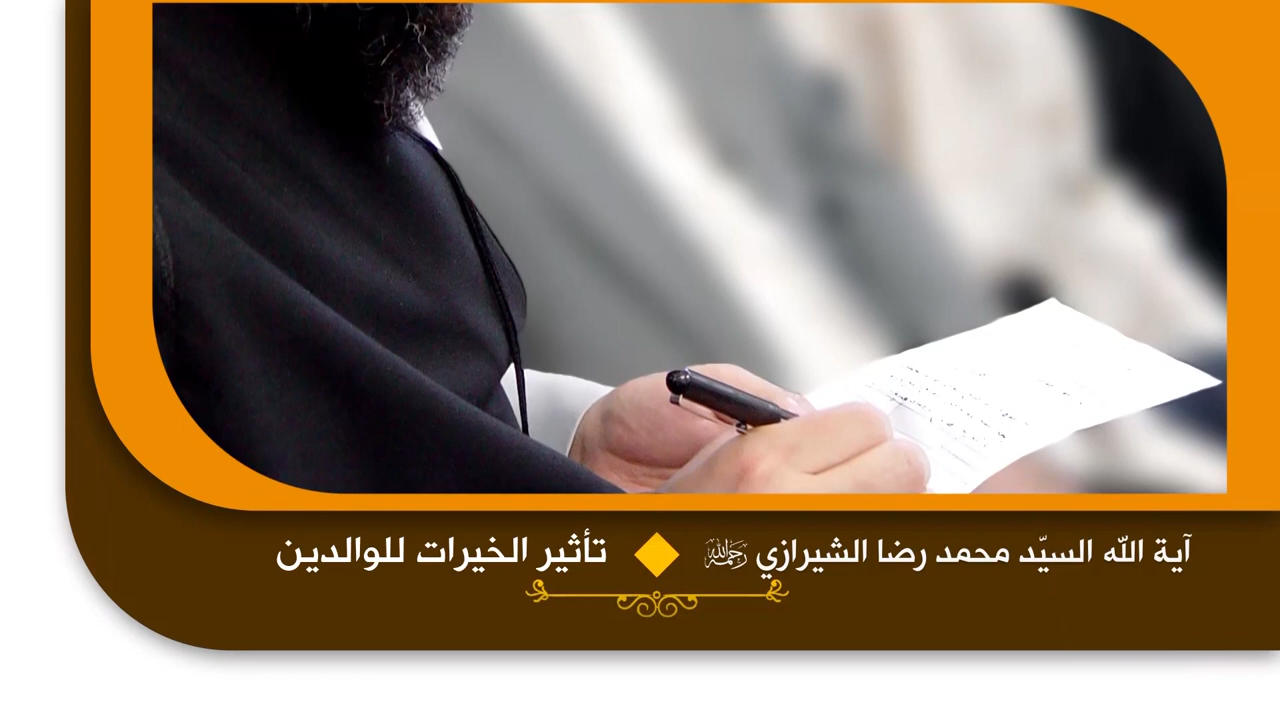 آية الله السيّد محمد رضا الشيرازي رحمه الله تأثير الخيرات للوالدين